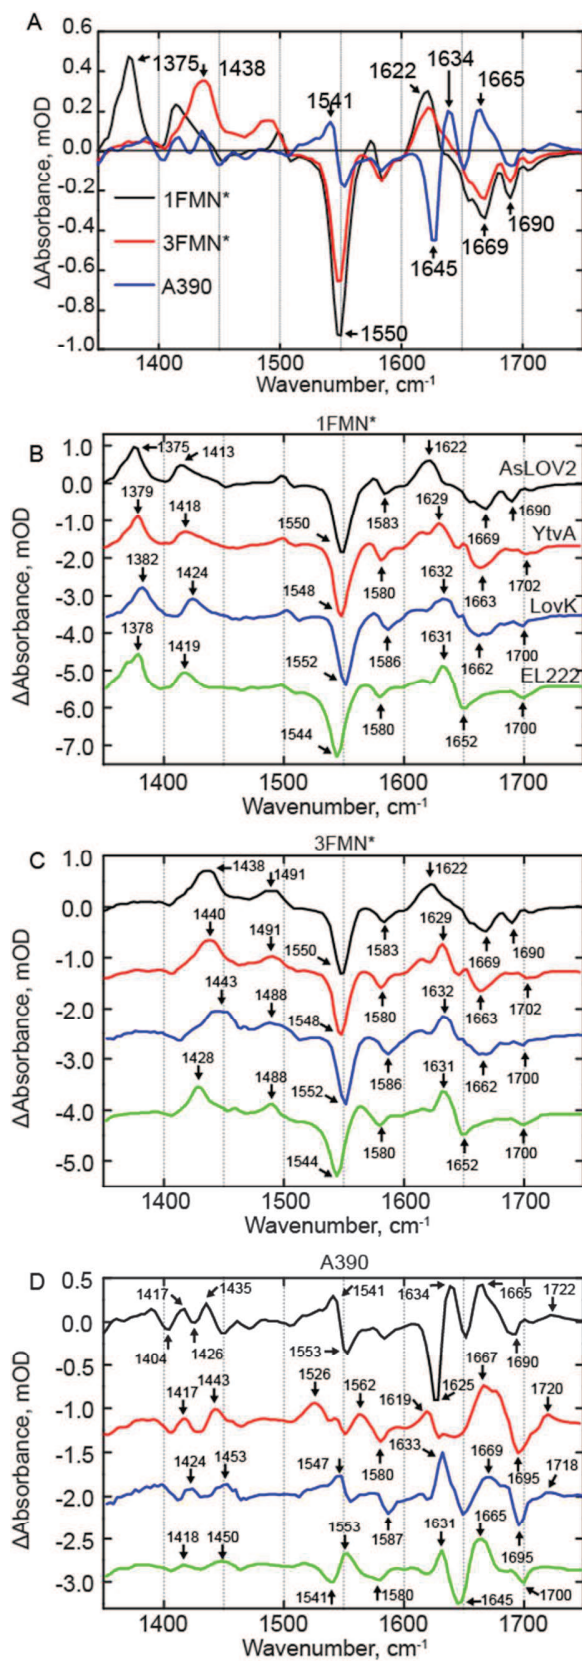 A
0.6
0.4
0.2
0.0
-0.2
-0.4
-0.6
-0.8
-1.0
ΔAbsorbance, mOD
1375 1438 1541 1622 1634 1665
1FMN*
3FMN*
A390
1550 1645 1669 1690
1400 1500 1600 1700
Wavenumber, cm-1
B
1FMN*
1.0
0.0
-1.0
-2.0
-3.0
-4.0
-5.0
-6.0
-7.0
ΔAbsorbance, mOD
1375 1413 1622 AsLOV2
1550 1583 1669 1690
1379 1418 1629 YtvA
1548 1580 1663 1702
1382 1424 1632 LovK
1552 1586 1662 1700
1378 1419 1631 EL222
1544 1580 1652 1700
1400 1500 1600 1700
Wavenumber, cm-1
C
3FMN*
1.0
0.0
-1.0
-2.0
-3.0
-4.0
-5.0
ΔAbsorbance, mOD
1438 1491 1622
1550 1583 1669 1690
1440 1491 1629
1548 1580 1663 1702
1443 1488 1632
1552 1586 1662 1700
1428 1488 1631
1544 1580 1652 1700
1400 1500 1600 1700
Wavenumber, cm-1
D
A390
0.5
0.0
-0.5
-1.0
-1.5
-2.0
-3.0
ΔAbsorbance, mOD
1417 1435 1541 1634 1665 1722
1404 1426 1553 1625 1690
1417 1443 1526 1562 1619 1667 1720
1580 1695
1424 1453 1547 1633 1669 1718
1587 1695
1418 1450 1553 1631 1665
1541 1580 1645 1700
1400 1500 1600 1700
Wavenumber, cm-1